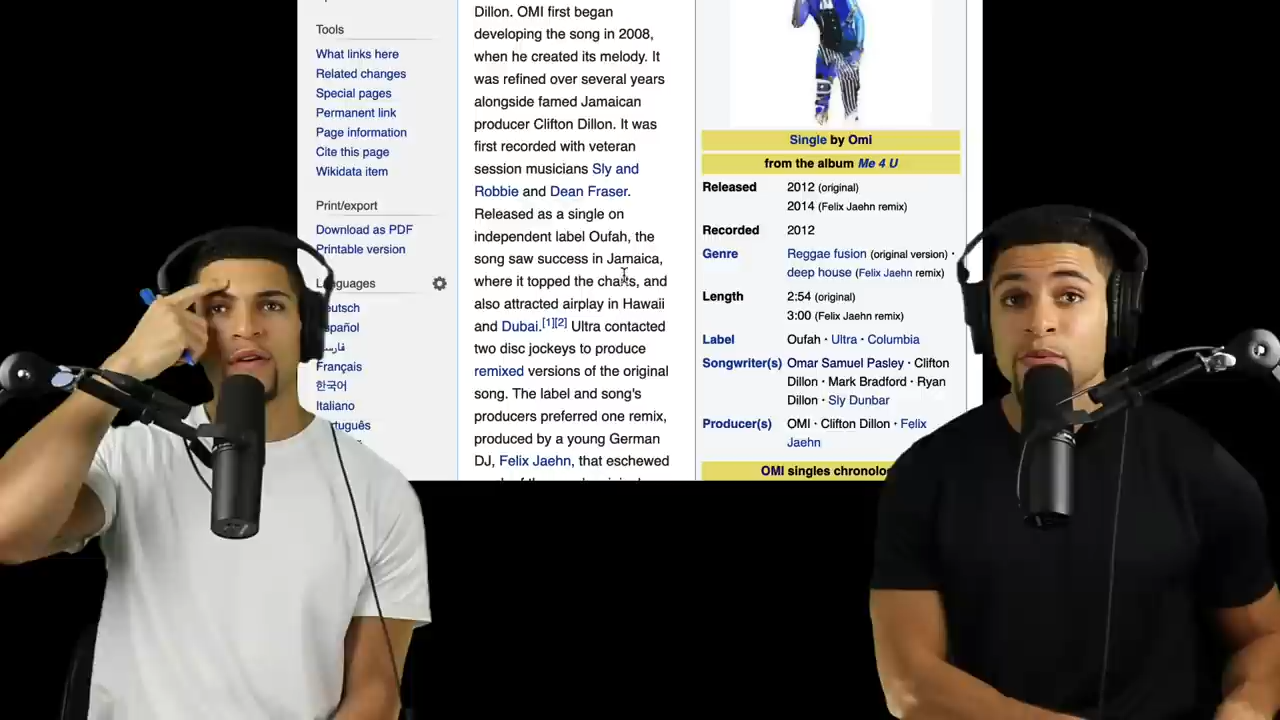 Tools
What links here
Related changes
Special pages
Permanent link
Page information
Cite this page
Wikidata item
Print/export
Download as PDF
Printable version
Languages
eutsch
spañol
فارسی
Français
한국어
Italiano
rtuguês
Dillon. OMI first began
developing the song in 2008,
when he created its melody. It
was refined over several years
alongside famed Jamaican
producer Clifton Dillon. It was
first recorded with veteran
session musicians Sly and
Robbie and Dean Fraser.
Released as a single on
independent label Oufah, the
song saw success in Jamaica,
where it topped the charts, and
also attracted airplay in Hawaii
and Dubai.[1][2] Ultra contacted
two disc jockeys to produce
remixed versions of the original
song. The label and song's
producers preferred one remix,
produced by a young German
DJ, Felix Jaehn, that eschewed
Single by Omi
from the album Me 4 U
Released 2012 (original)
2014 (Felix Jaehn remix)
Recorded 2012
Genre Reggae fusion (original version) ·
deep house (Felix Jaehn remix)
Length 2:54 (original)
3:00 (Felix Jaehn remix)
Label Oufah · Ultra · Columbia
Songwriter(s) Omar Samuel Pasley · Clifton
Dillon · Mark Bradford · Ryan
Dillon · Sly Dunbar
Producer(s) OMI · Clifton Dillon · Felix
Jaehn
OMI singles chronolo